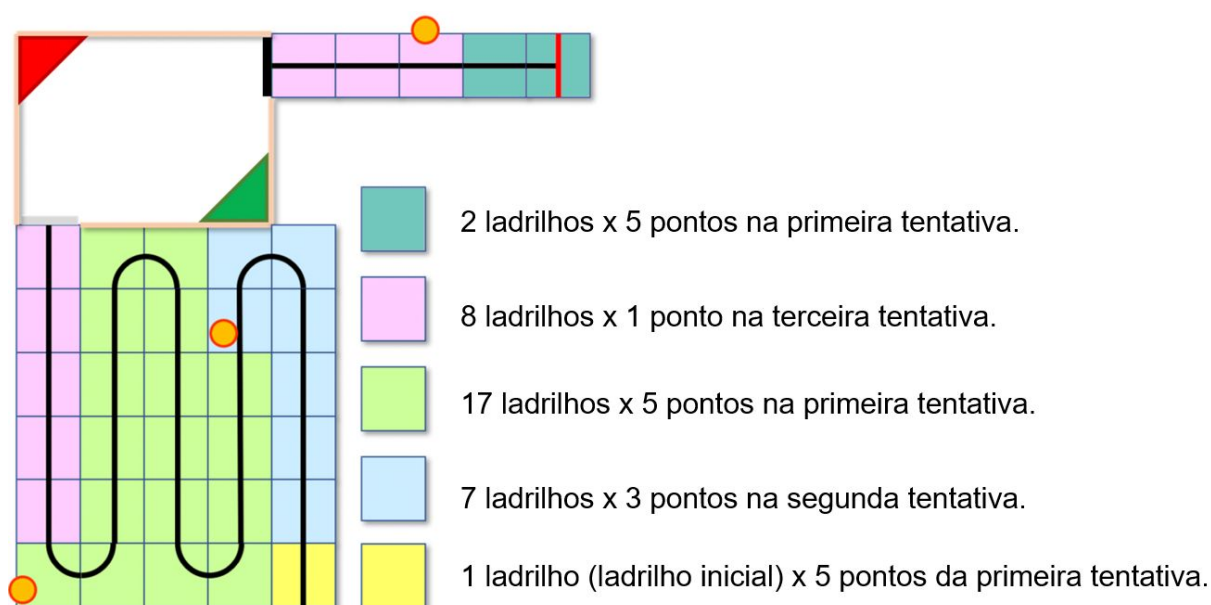 2 ladrilhos x 5 pontos na primeira tentativa.
8 ladrilhos x 1 ponto na terceira tentativa.
17 ladrilhos x 5 pontos na primeira tentativa.
7 ladrilhos x 3 pontos na segunda tentativa.
1 ladrilho (ladrilho inicial) x 5 pontos da primeira tentativa.